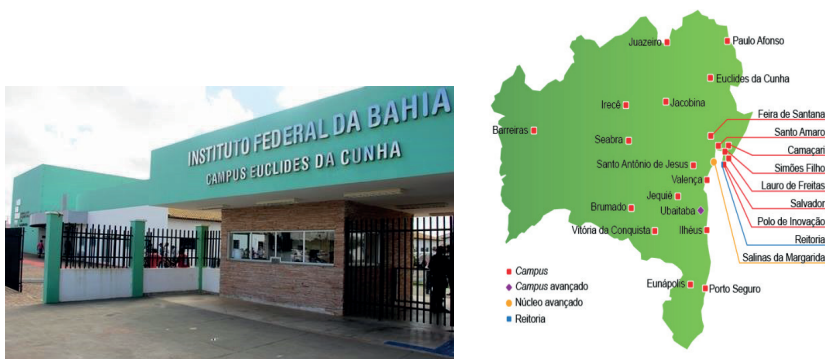 INSTITUTO FEDERAL DA BAHIA
CAMPUS EUCLIDES DA CUNHA
Juazeiro
Paulo Afonso
Euclides da Cunha
Irecê
Jacobina
Feira de Santana
Barreiras
Santo Amaro
Seabra
Camaçari
Santo Antônio de Jesus
Simões Filho
Valença
Lauro de Freitas
Jequié
Salvador
Brumado
Ubaitaba
Polo de Inovação
Vitória da Conquista
Ilhéus
Reitoria
Salinas da Margarida
Campus
Campus avançado
Núcleo avançado
Reitoria
Eunápolis
Porto Seguro